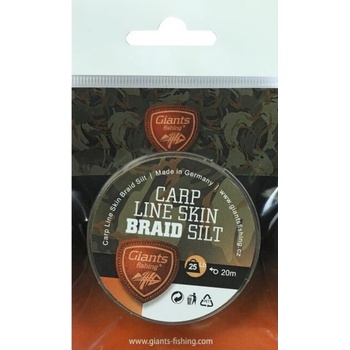 Giants
fishing
Carp Line Skin Braid Silt | Made in Germany | www.giants-fishing.cz
CARP
LINE SKIN
BRAID SILT
Giants
fishing
25 LB 20m
www.giants-fishing.com